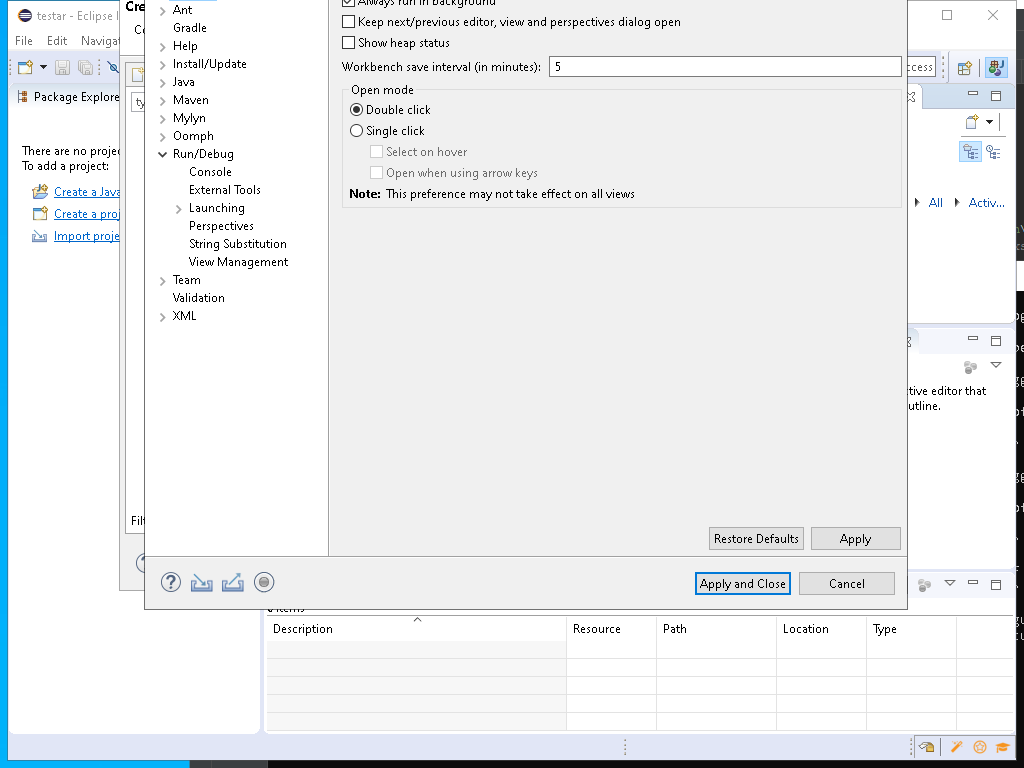 testar - Eclipse I
File Edit Navigat
Package Explore
There are no projec
To add a project:
Create a Java
Create a proj
Import proje
Cre
Ant
Gradle
Help
Install/Update
Java
Maven
Mylyn
Oomph
Run/Debug
Console
External Tools
Launching
Perspectives
String Substitution
View Management
Team
Validation
XML
Always run in background
Keep next/previous editor, view and perspectives dialog open
Show heap status
Workbench save interval (in minutes): 5
Open mode
Double click
Single click
Select on hover
Open when using arrow keys
Note: This preference may not take effect on all views
Restore Defaults Apply
Apply and Close Cancel
cess
All Activ...
tive editor that
utline.
Filt
0 items
Description Resource Path Location Type